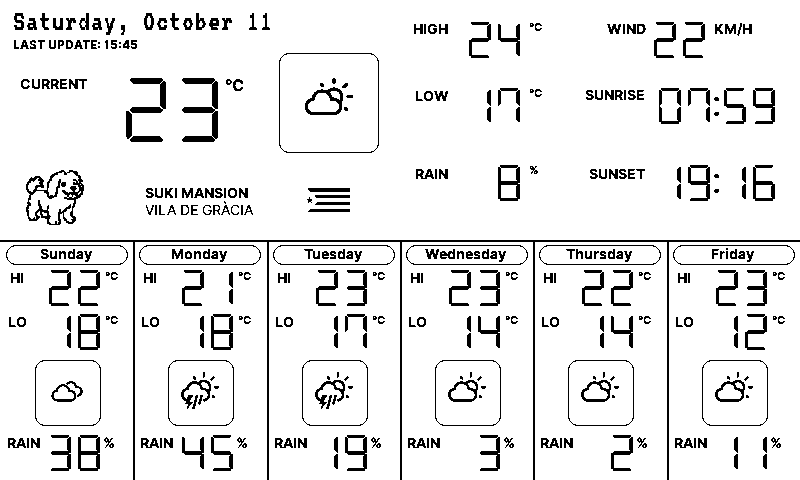 Saturday, October 11
LAST UPDATE: 15:45
CURRENT 23 °C
HIGH 24 °C
WIND 22 KM/H
LOW 17 °C
SUNRISE 07:59
RAIN 8 %
SUNSET 19:16
SUKI MANSION
VILA DE GRÀCIA
Sunday
HI 22 °C
LO 18 °C
RAIN 38 %
Monday
HI 21 °C
LO 18 °C
RAIN 45 %
Tuesday
HI 23 °C
LO 17 °C
RAIN 19 %
Wednesday
HI 23 °C
LO 14 °C
RAIN 3 %
Thursday
HI 22 °C
LO 14 °C
RAIN 2 %
Friday
HI 23 °C
LO 12 °C
RAIN 11 %